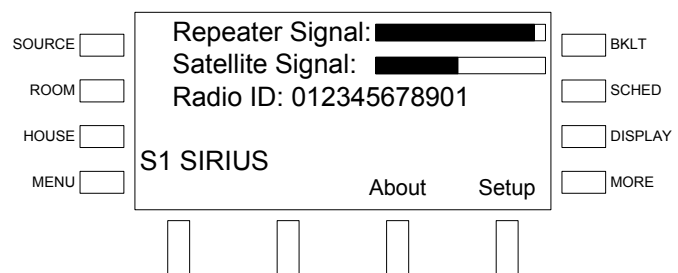 SOURCE
ROOM
HOUSE
MENU
Repeater Signal:
Satellite Signal:
Radio ID: 012345678901
S1 SIRIUS
About Setup
BKLT
SCHED
DISPLAY
MORE